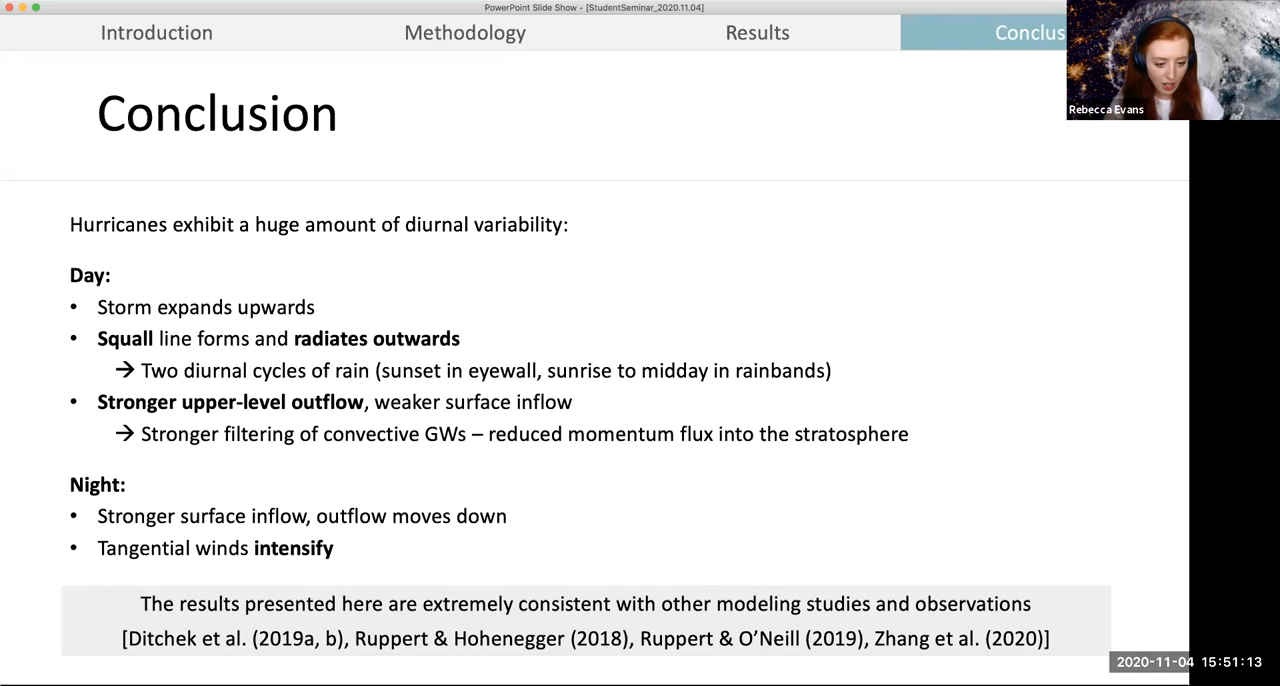 PowerPoint Slide Show - [StudentSeminar_2020.11.04]
Introduction Methodology Results Conclus
Rebecca Evans
Conclusion
Hurricanes exhibit a huge amount of diurnal variability:
Day:
• Storm expands upwards
• Squall line forms and radiates outwards
→ Two diurnal cycles of rain (sunset in eyewall, sunrise to midday in rainbands)
• Stronger upper-level outflow, weaker surface inflow
→ Stronger filtering of convective GWs – reduced momentum flux into the stratosphere
Night:
• Stronger surface inflow, outflow moves down
• Tangential winds intensify
The results presented here are extremely consistent with other modeling studies and observations
[Ditchek et al. (2019a, b), Ruppert & Hohenegger (2018), Ruppert & O’Neill (2019), Zhang et al. (2020)]
2020-11-04 15:51:13